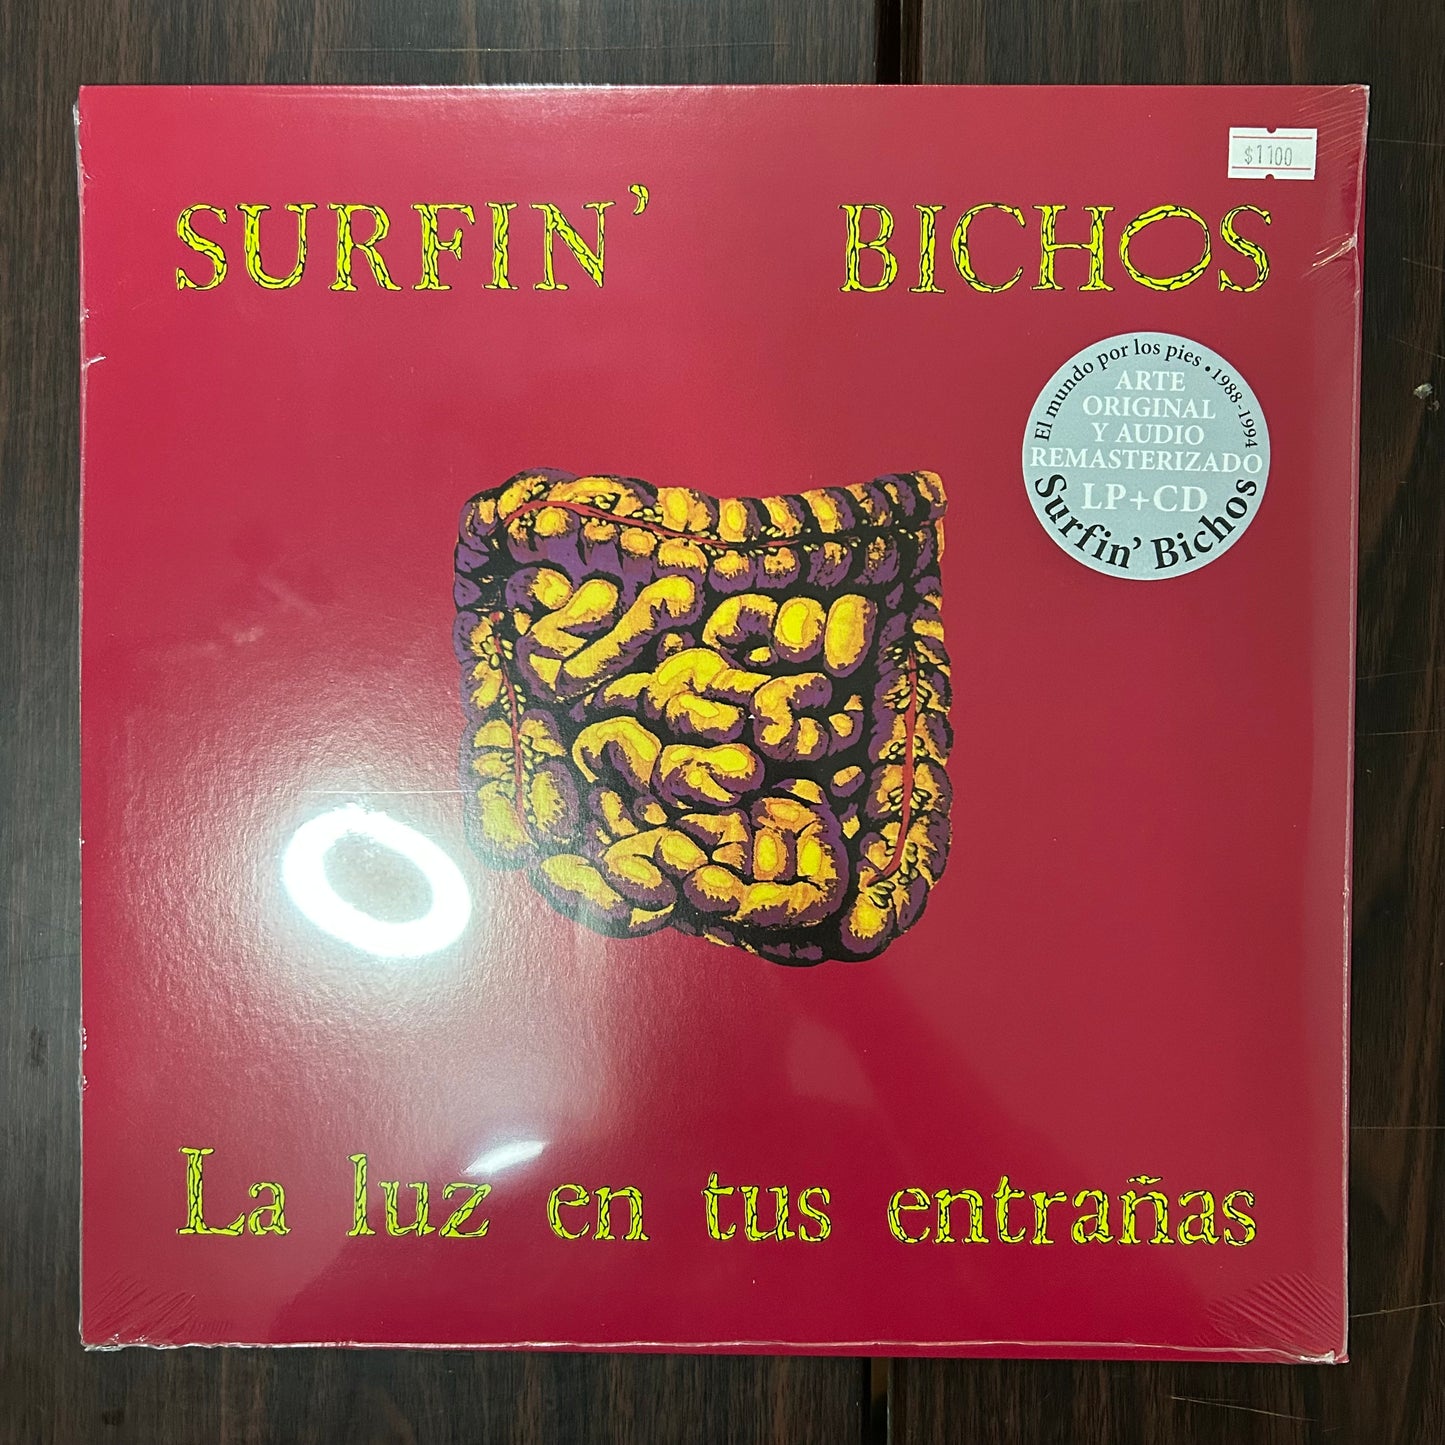 $1100
SURFIN' BICHOS
El mundo por los pies • 1988-1994
ARTE
ORIGINAL
Y AUDIO
REMASTERIZADO
LP+CD
Surfin' Bichos
La luz en tus entrañas